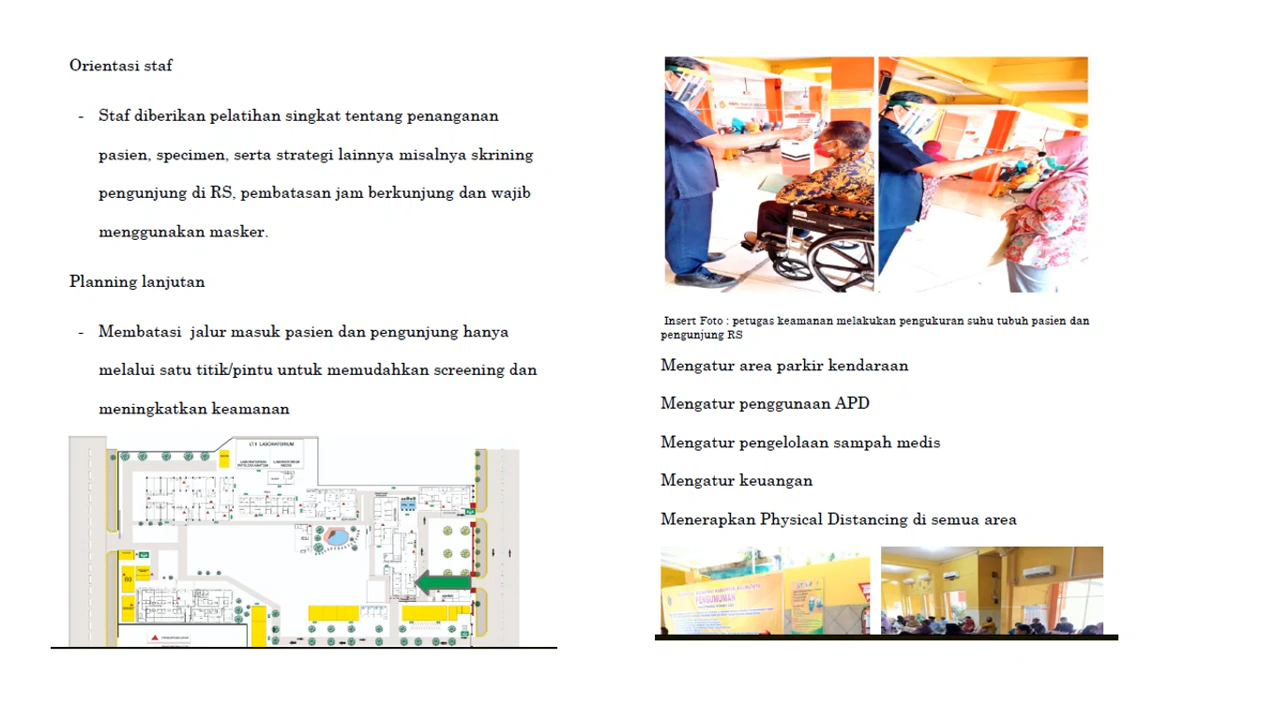 Orientasi staf
- Staf diberikan pelatihan singkat tentang penanganan
pasien, specimen, serta strategi lainnya misalnya skrining
pengunjung di RS, pembatasan jam berkunjung dan wajib
menggunakan masker.
Planning lanjutan
- Membatasi jalur masuk pasien dan pengunjung hanya
melalui satu titik/pintu untuk memudahkan screening dan
meningkatkan keamanan
LABORATORIUM
Insert Foto : petugas keamanan melakukan pengukuran suhu tubuh pasien dan
pengunjung RS
Mengatur area parkir kendaraan
Mengatur penggunaan APD
Mengatur pengelolaan sampah medis
Mengatur keuangan
Menerapkan Physical Distancing di semua area
PENGUMUMAN